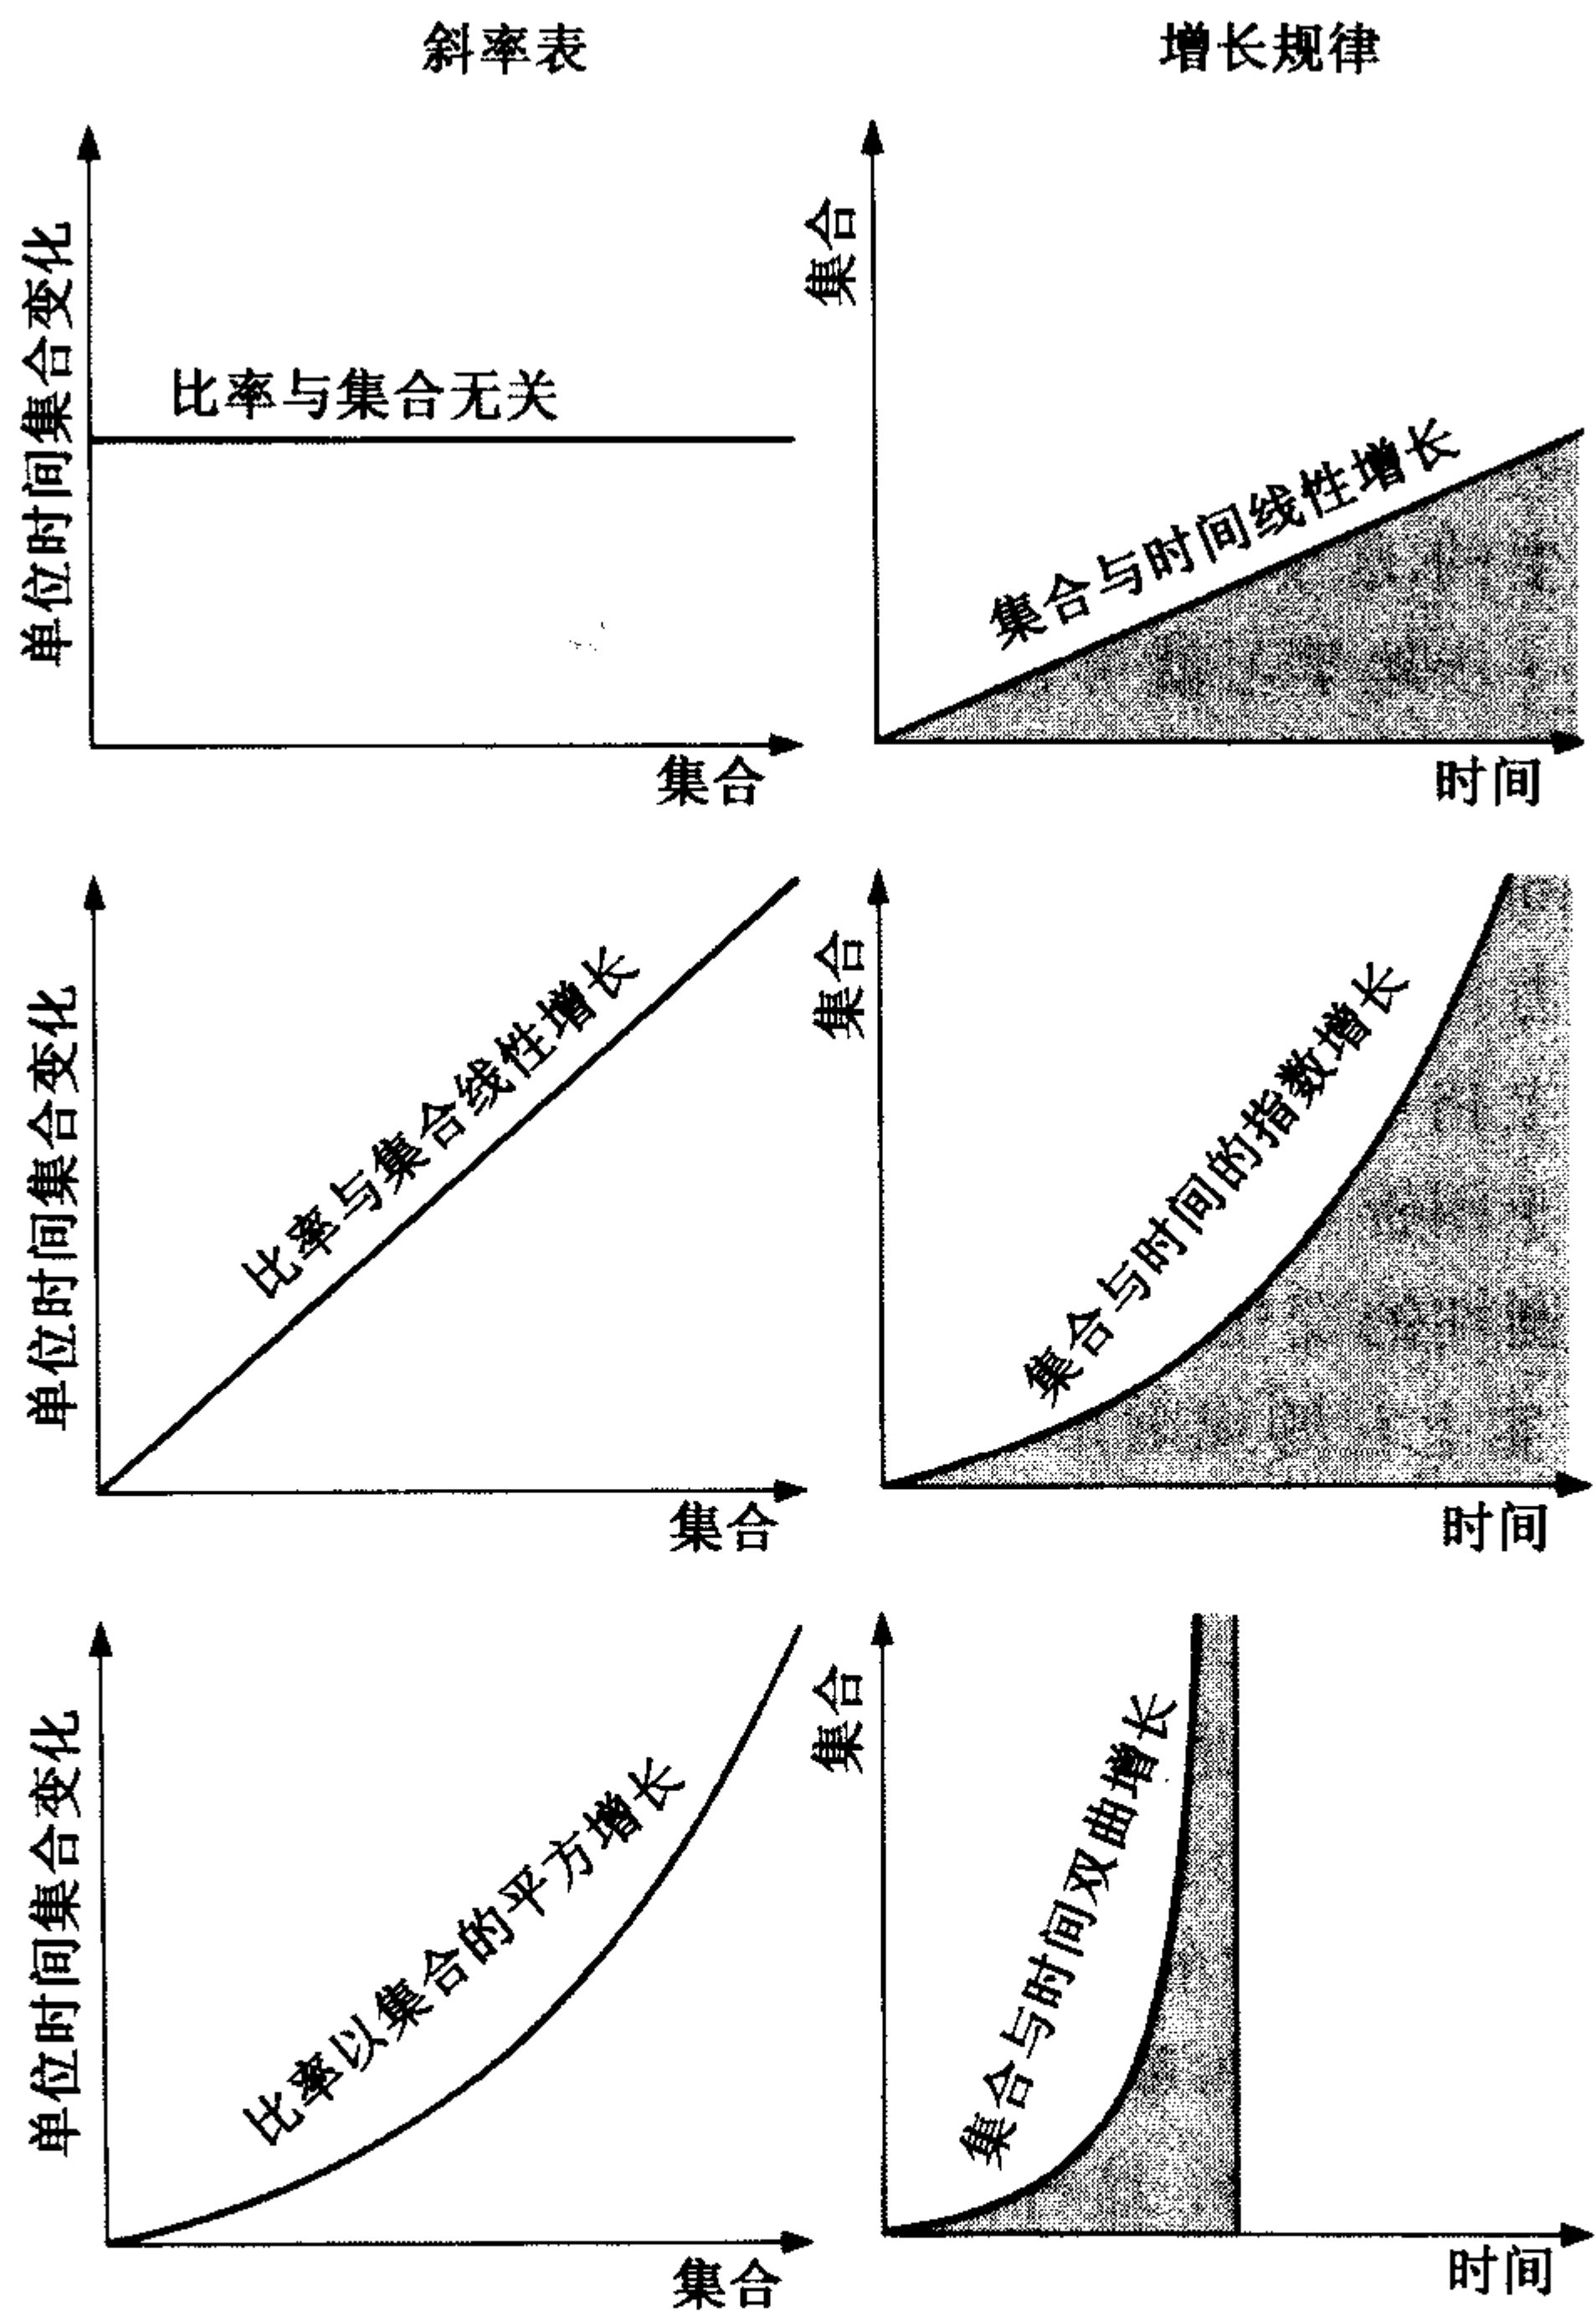 斜率表
增长规律
单位时间集合变化
比率与集合无关
集合
集合
集合与时间线性增长
时间
单位时间集合变化
比率与集合线性增长
集合
集合
集合与时间的指数增长
时间
单位时间集合变化
比率以集合的平方增长
集合
集合
集合与时间双曲增长
时间